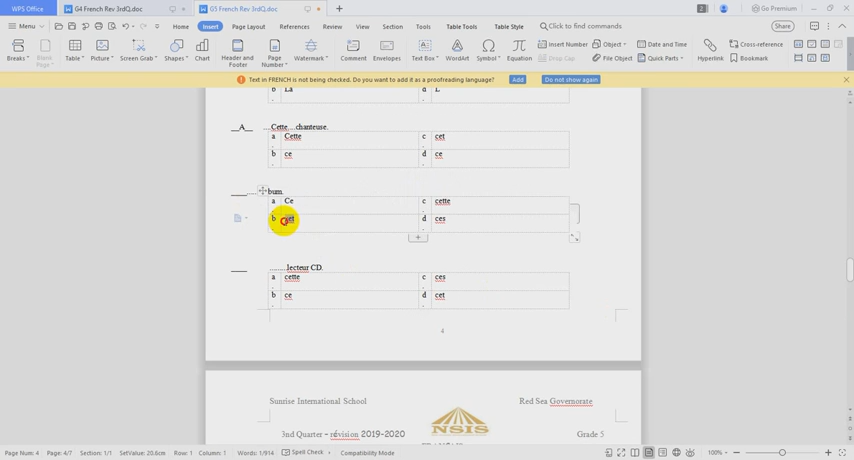 WPS Office
G4 French Rev 3rdQ.doc
G5 French Rev 3rdQ.doc
2
Go Premium
Menu
Home
Insert
Page Layout
References
Review
View
Section
Tools
Table Tools
Table Style
Click to find commands
Share
Breaks
Blank Page
Table
Picture
Screen Grab
Shapes
Chart
Header and Footer
Page Number
Watermark
Comment
Envelopes
Text Box
WordArt
Symbol
Equation
Insert Number
Drop Cap
Object
File Object
Date and Time
Quick Parts
Hyperlink
Cross-reference
Bookmark
Text in FRENCH is not being checked. Do you want to add it as a proofreading language?
Add
Do not show again
b. La d. L
__A__ ....Cette....chanteuse.
a. Cette c. cet
b. ce d. ce
____..... bum.
a. Ce c. cette
b. cet d. ces
____ .........lecteur CD.
a. cette c. ces
b. ce d. cet
4
Sunrise International School
Red Sea Governorate
3nd Quarter – révision 2019-2020
NSIS
Grade 5
Page Num: 4
Page: 4/7
Section: 1/1
SetValue: 20.6cm
Row: 1
Column: 1
Words: 1/914
Spell Check
Compatibility Mode
100%